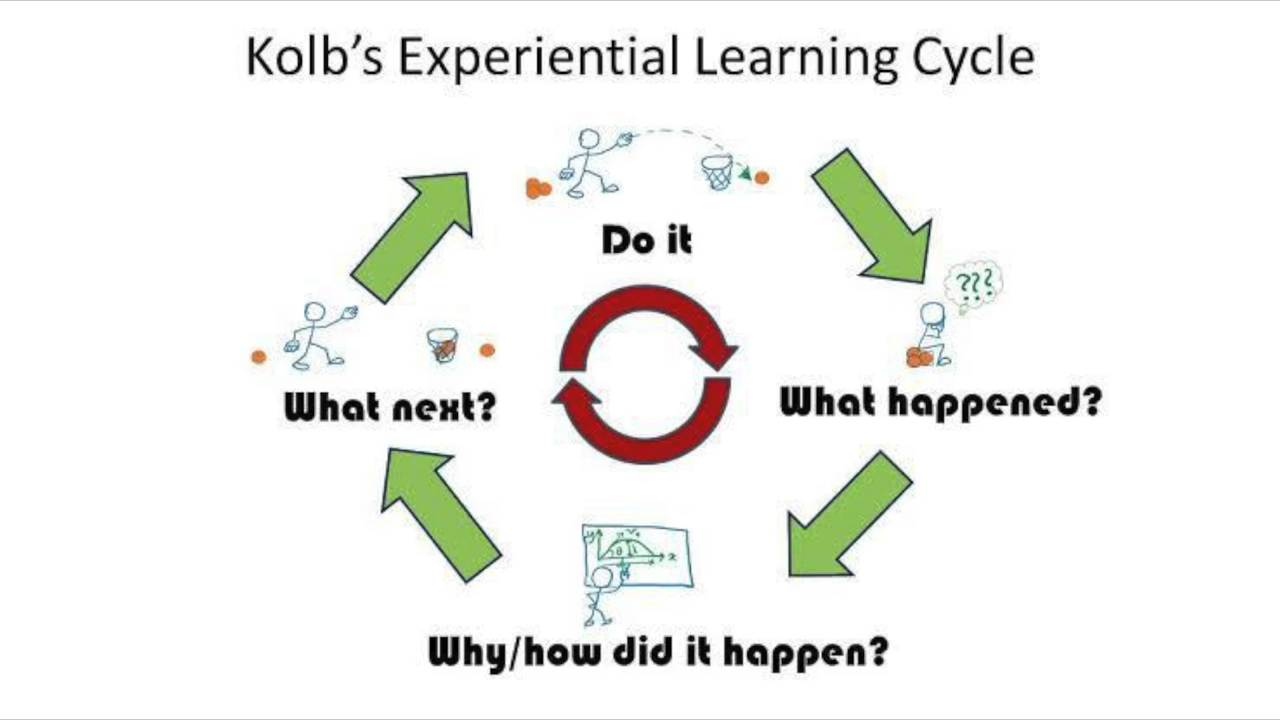 Kolb's Experiential Learning Cycle
Do it
???
What happened?
Why/how did it happen?
What next?